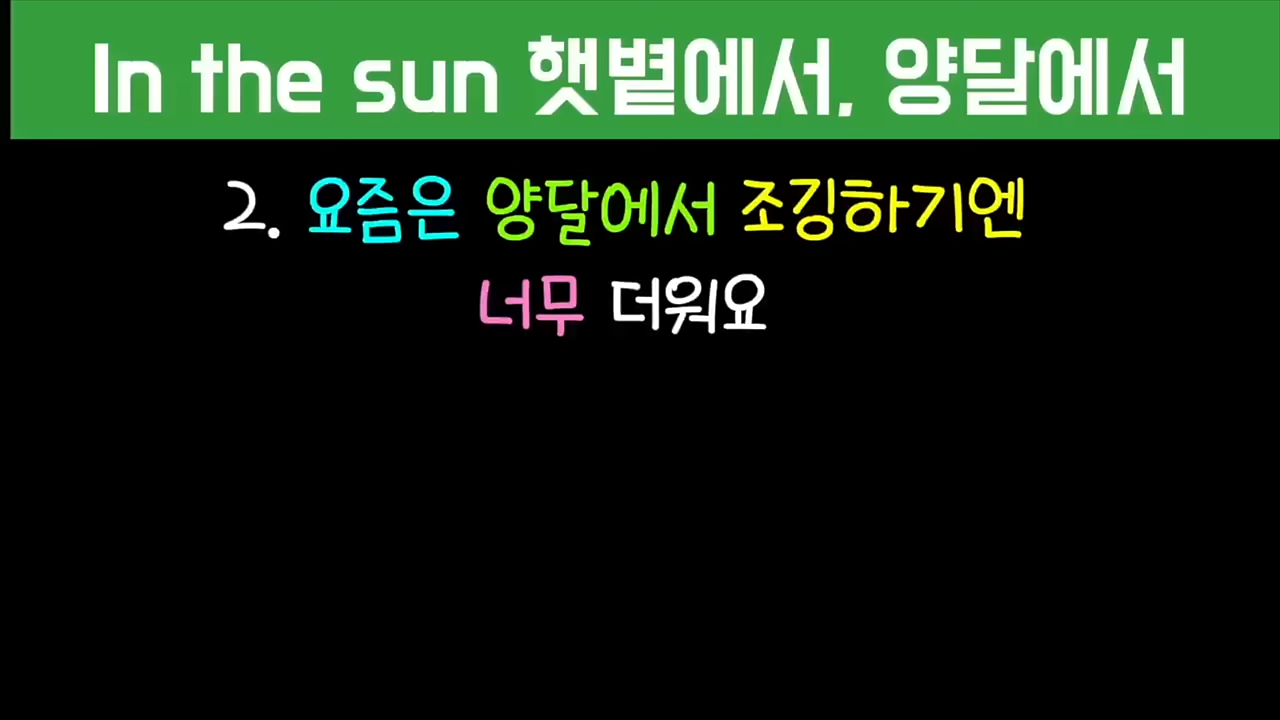 In the sun 햇볕에서, 양달에서
2. 요즘은 양달에서 조깅하기엔
너무 더워요